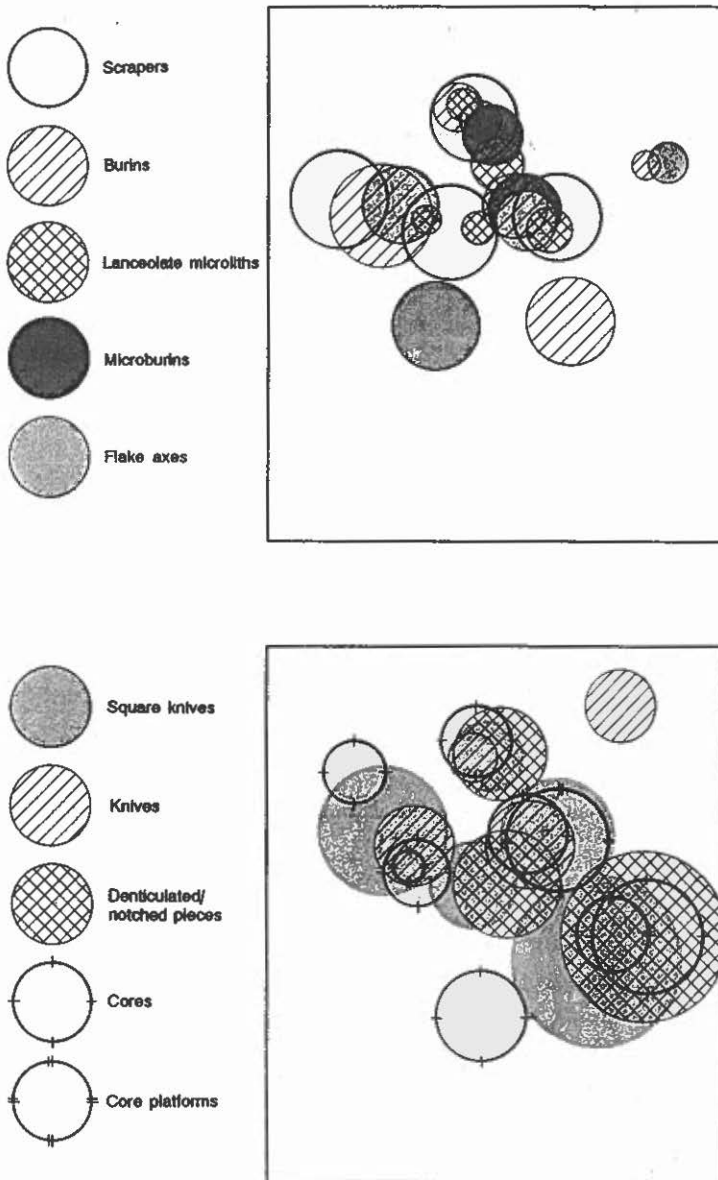 Scrapers
Burins
Lanceolate microliths
Microburins
Flake axes
Square knives
Knives
Denticulated/
notched pieces
Cores
Core platforms